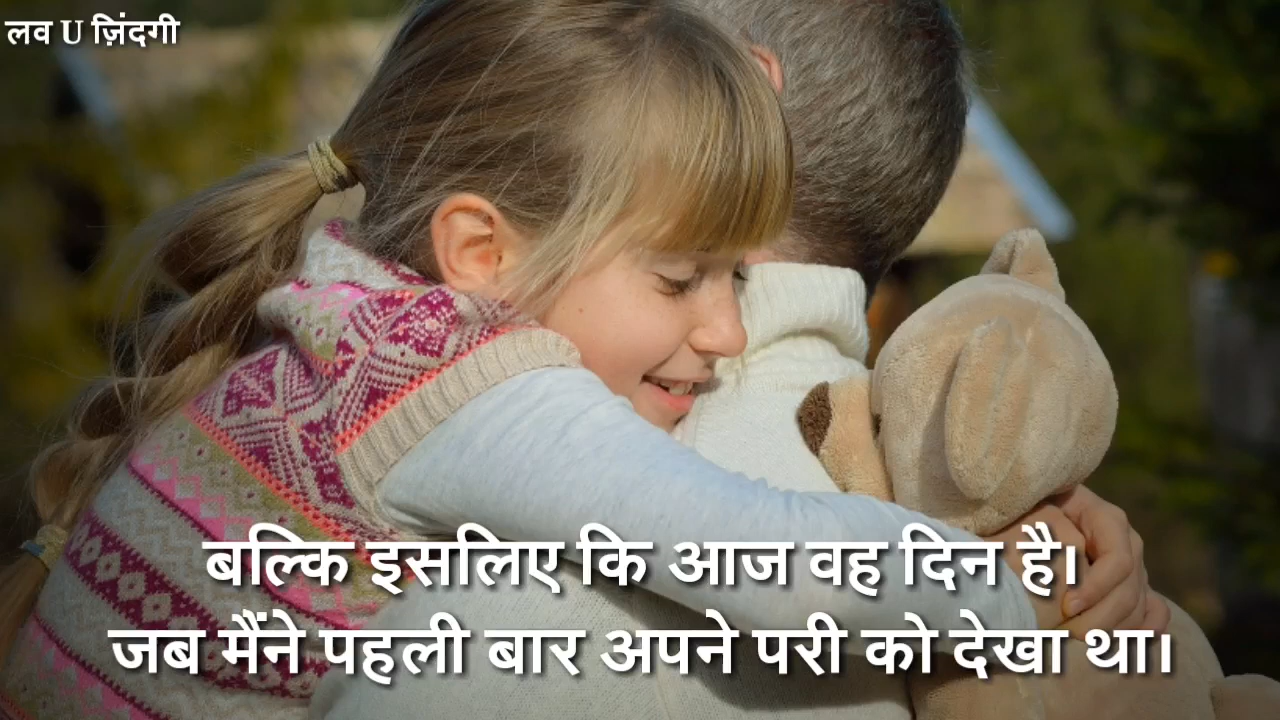 लव U ज़िंदगी
बल्कि इसलिए कि आज वह दिन है।
जब मैंने पहली बार अपने परी को देखा था।